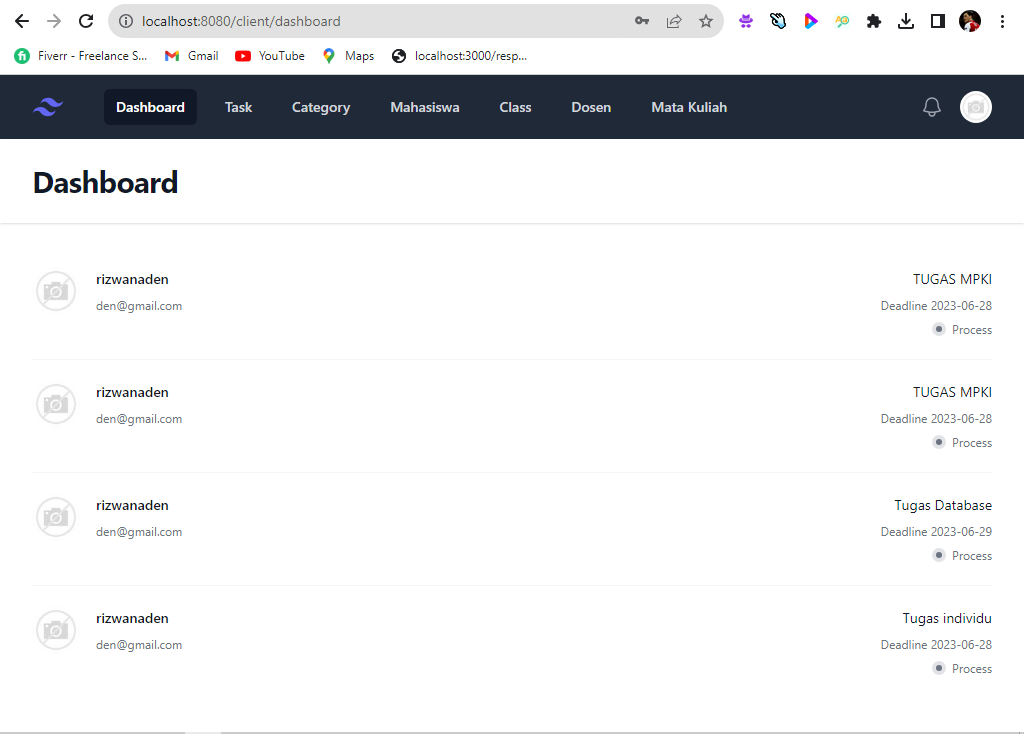 localhost:8080/client/dashboard
Fiverr - Freelance S... Gmail YouTube Maps localhost:3000/resp...
Dashboard Task Category Mahasiswa Class Dosen Mata Kuliah
Dashboard
rizwanaden TUGAS MPKI
den@gmail.com Deadline 2023-06-28
Process
rizwanaden TUGAS MPKI
den@gmail.com Deadline 2023-06-28
Process
rizwanaden Tugas Database
den@gmail.com Deadline 2023-06-29
Process
rizwanaden Tugas individu
den@gmail.com Deadline 2023-06-28
Process